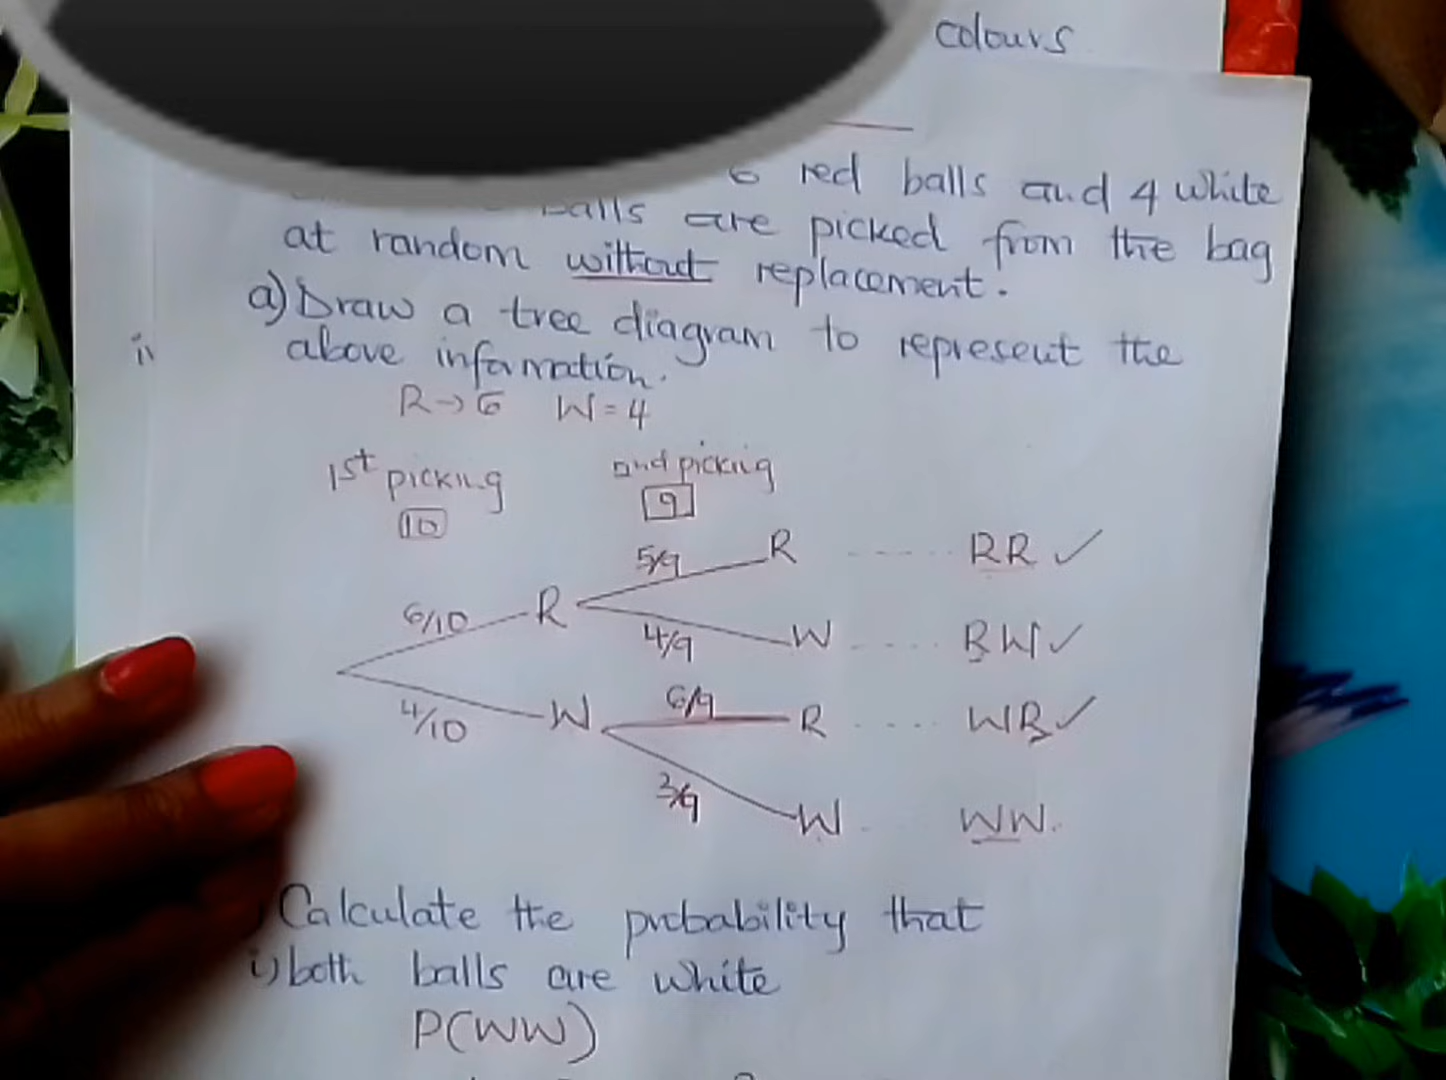 colours
6 red balls and 4 white
balls are picked from the bag
at random without replacement.
a) Draw a tree diagram to represent the
above information.
R→6 W=4
1st picking 2nd picking
10 9
5/9 R RR ✓
6/10 R
4/9 W RW ✓
6/9 R WR ✓
4/10 W
3/9 W WW.
Calculate the probability that
i) both balls are white
P(WW)